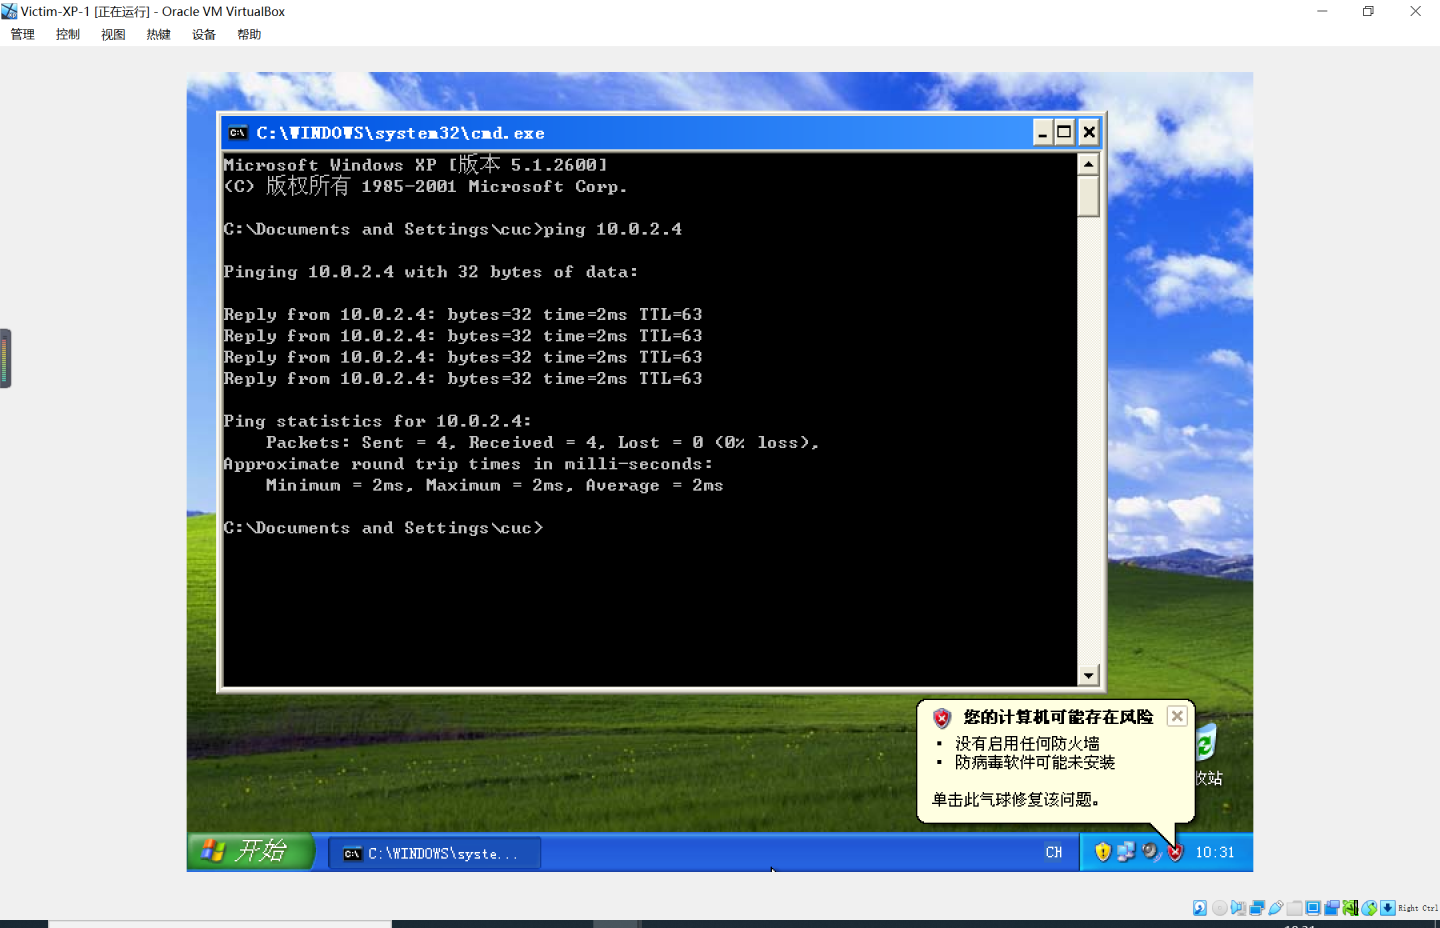 Victim-XP-1 [正在运行] - Oracle VM VirtualBox
管理 控制 视图 热键 设备 帮助
C:\WINDOWS\system32\cmd.exe
Microsoft Windows XP [版本 5.1.2600]
(C) 版权所有 1985-2001 Microsoft Corp.
C:\Documents and Settings\cuc>ping 10.0.2.4
Pinging 10.0.2.4 with 32 bytes of data:
Reply from 10.0.2.4: bytes=32 time=2ms TTL=63
Reply from 10.0.2.4: bytes=32 time=2ms TTL=63
Reply from 10.0.2.4: bytes=32 time=2ms TTL=63
Reply from 10.0.2.4: bytes=32 time=2ms TTL=63
Ping statistics for 10.0.2.4:
Packets: Sent = 4, Received = 4, Lost = 0 (0% loss),
Approximate round trip times in milli-seconds:
Minimum = 2ms, Maximum = 2ms, Average = 2ms
C:\Documents and Settings\cuc>
您的计算机可能存在风险
没有启用任何防火墙
防病毒软件可能未安装
单击此气球修复该问题。
收站
开始 C:\WINDOWS\syste... CH 10:31
Right Ctrl